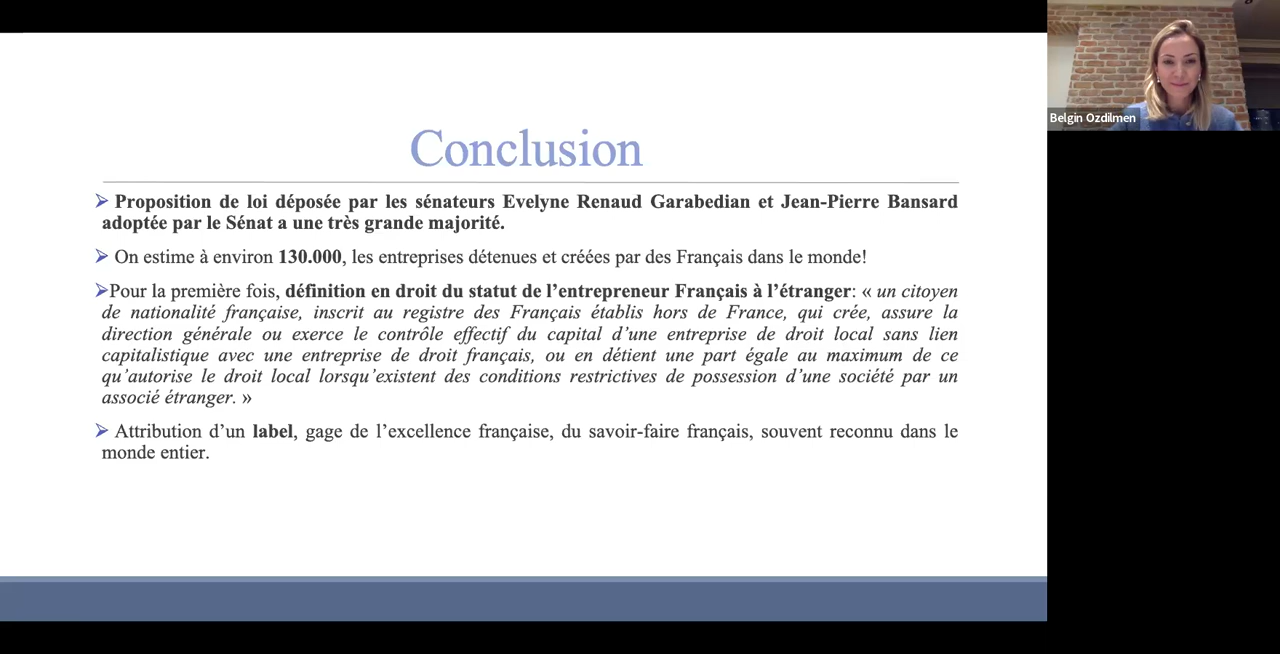 Conclusion
➢ Proposition de loi déposée par les sénateurs Evelyne Renaud Garabedian et Jean-Pierre Bansard
adoptée par le Sénat a une très grande majorité.
➢ On estime à environ 130.000, les entreprises détenues et créées par des Français dans le monde!
➢Pour la première fois, définition en droit du statut de l’entrepreneur Français à l’étranger: « un citoyen
de nationalité française, inscrit au registre des Français établis hors de France, qui crée, assure la
direction générale ou exerce le contrôle effectif du capital d’une entreprise de droit local sans lien
capitalistique avec une entreprise de droit français, ou en détient une part égale au maximum de ce
qu’autorise le droit local lorsqu’existent des conditions restrictives de possession d’une société par un
associé étranger. »
➢ Attribution d’un label, gage de l’excellence française, du savoir-faire français, souvent reconnu dans le
monde entier.
Belgin Ozdilmen